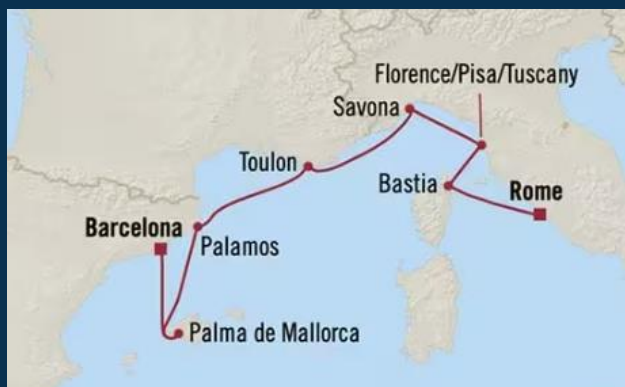 Florence/Pisa/Tuscany
Savona
Toulon
Bastia
Rome
Barcelona
Palamos
Palma de Mallorca